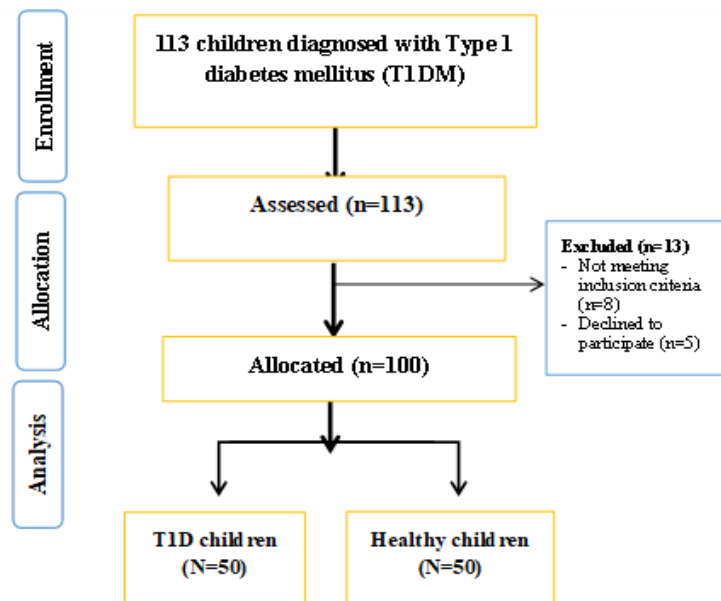 Enrollment
113 children diagnosed with Type 1
diabetes mellitus (T1DM)
Allocation
Assessed (n=113)
Excluded (n=13)
- Not meeting
inclusion criteria
(n=8)
- Declined to
participate (n=5)
Allocated (n=100)
Analysis
T1D children
(N=50)
Healthy children
(N=50)